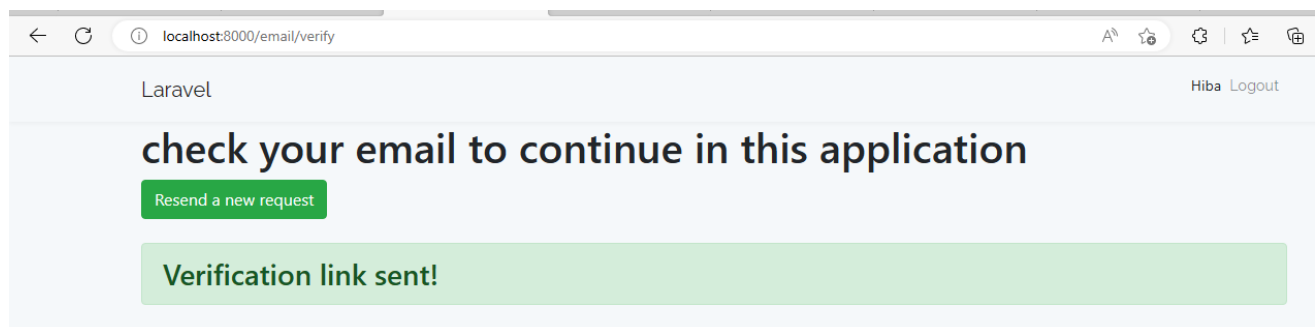 localhost:8000/email/verify
Laravel
Hiba Logout
check your email to continue in this application
Resend a new request
Verification link sent!